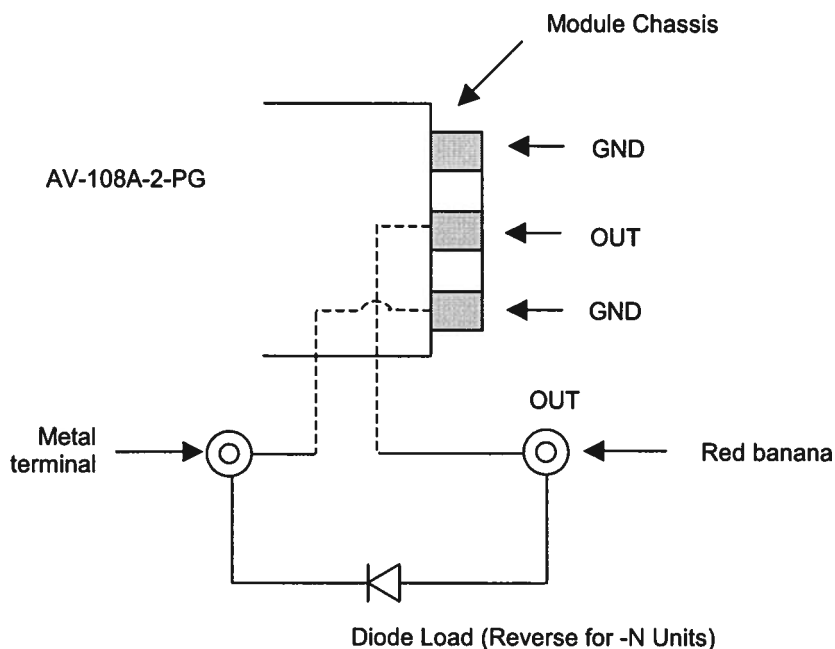 Module Chassis
GND
AV-108A-2-PG
OUT
GND
OUT
Metal
terminal
Red banana
Diode Load (Reverse for -N Units)